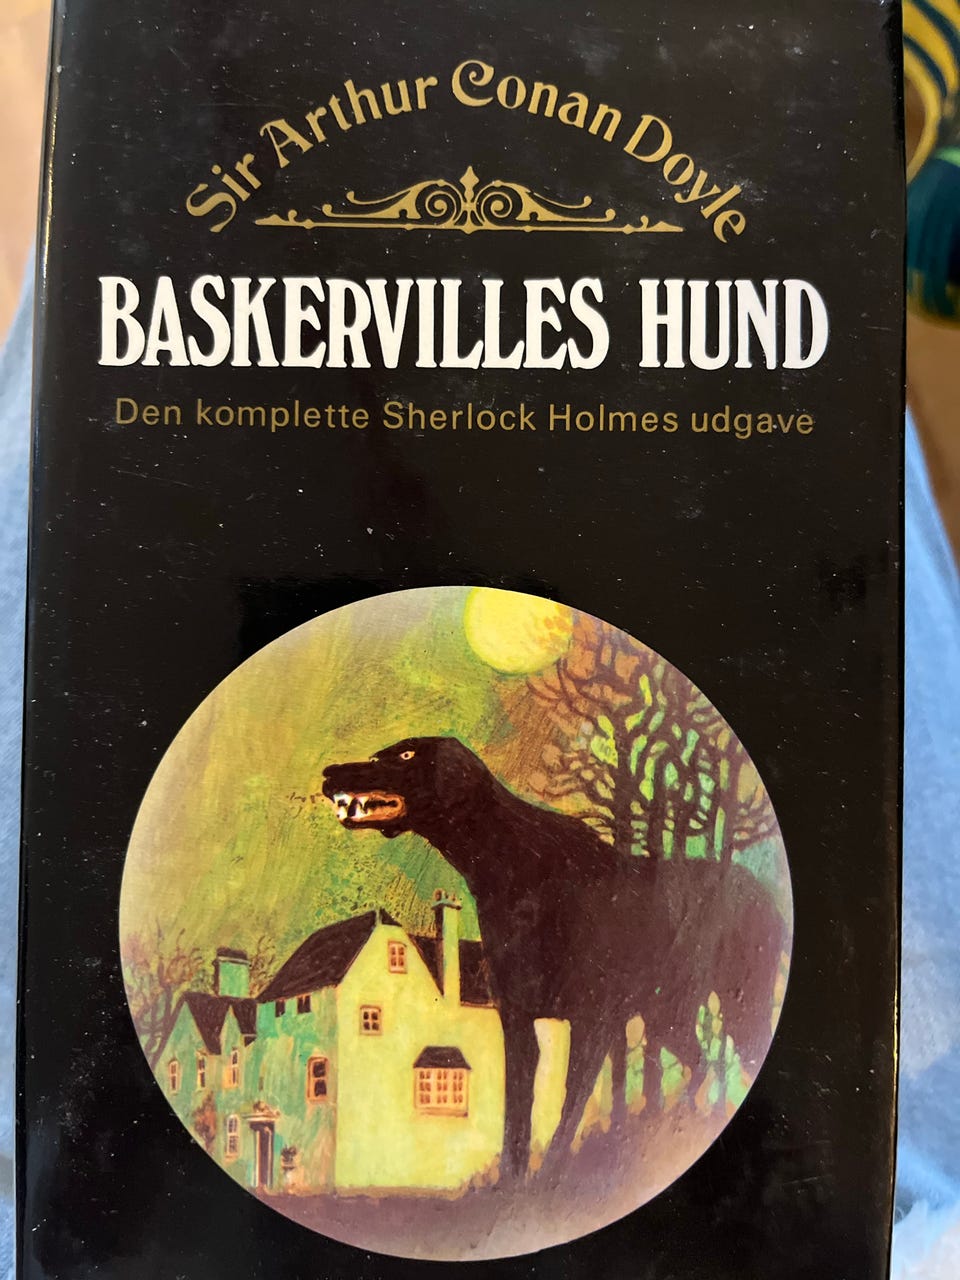 Sir Arthur Conan Doyle
BASKERVILLES HUND
Den komplette Sherlock Holmes udgave